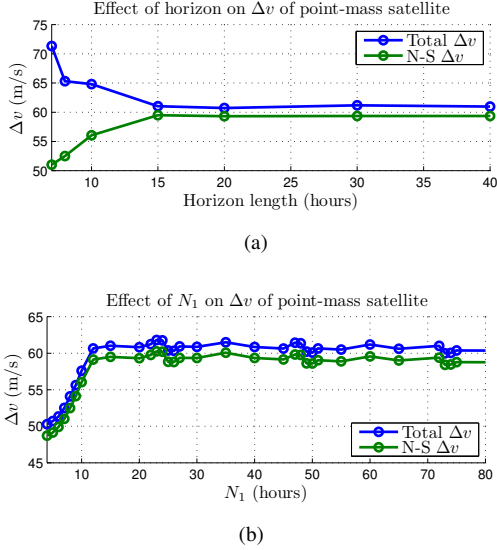 Effect of horizon on Δv of point-mass satellite
75
70
65
60
55
50
Δv (m/s)
Total Δv
N-S Δv
10 15 20 25 30 35 40
Horizon length (hours)
(a)
Effect of N₁ on Δv of point-mass satellite
65
60
55
50
45
Δv (m/s)
Total Δv
N-S Δv
10 20 30 40 50 60 70 80
N₁ (hours)
(b)